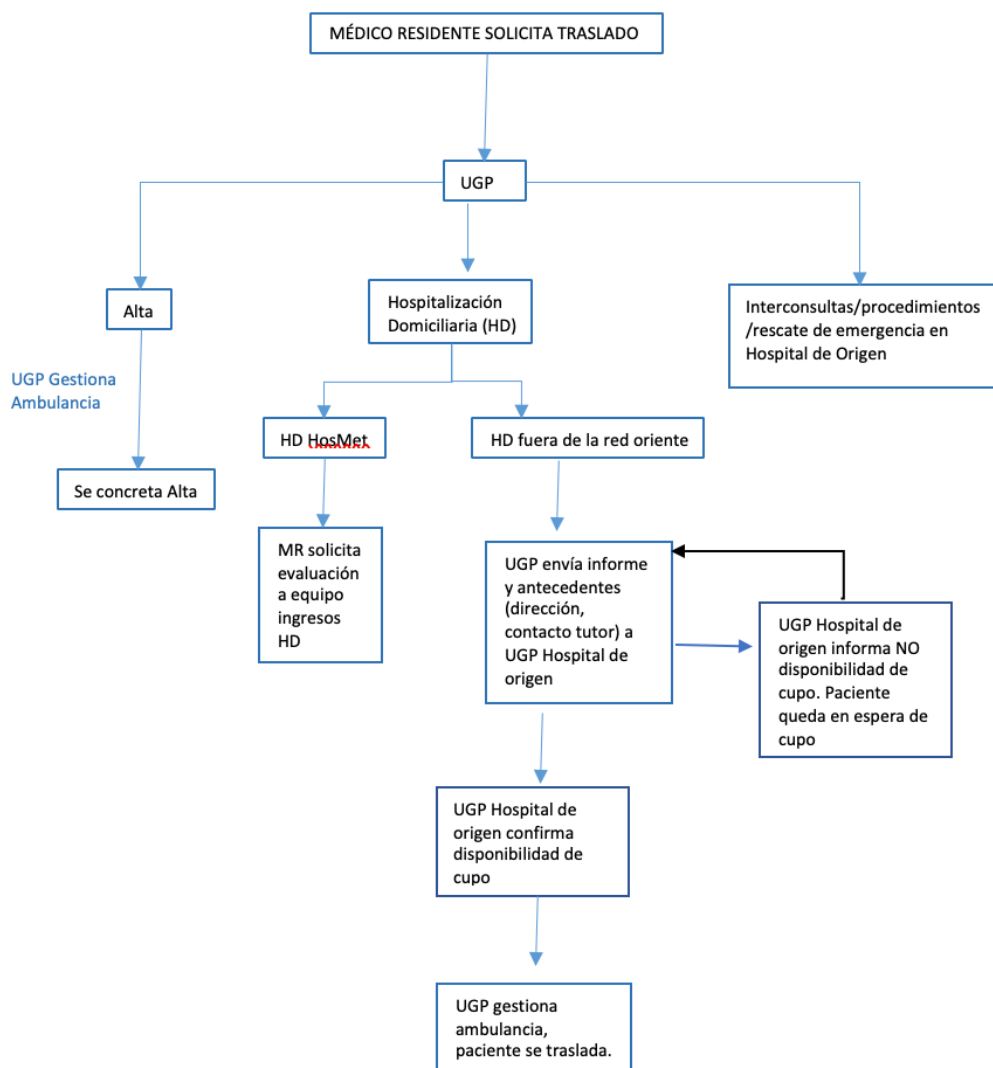 MÉDICO RESIDENTE SOLICITA TRASLADO
UGP
Alta
Hospitalización
Domiciliaria (HD)
Interconsultas/procedimientos
/rescate de emergencia en
Hospital de Origen
UGP Gestiona
Ambulancia
HD HosMet
HD fuera de la red oriente
Se concreta Alta
MR solicita
evaluación
a equipo
ingresos
HD
UGP envía informe
y antecedentes
(dirección,
contacto tutor) a
UGP Hospital de
origen
UGP Hospital de
origen informa NO
disponibilidad de
cupo. Paciente
queda en espera de
cupo
UGP Hospital de
origen confirma
disponibilidad de
cupo
UGP gestiona
ambulancia,
paciente se traslada.